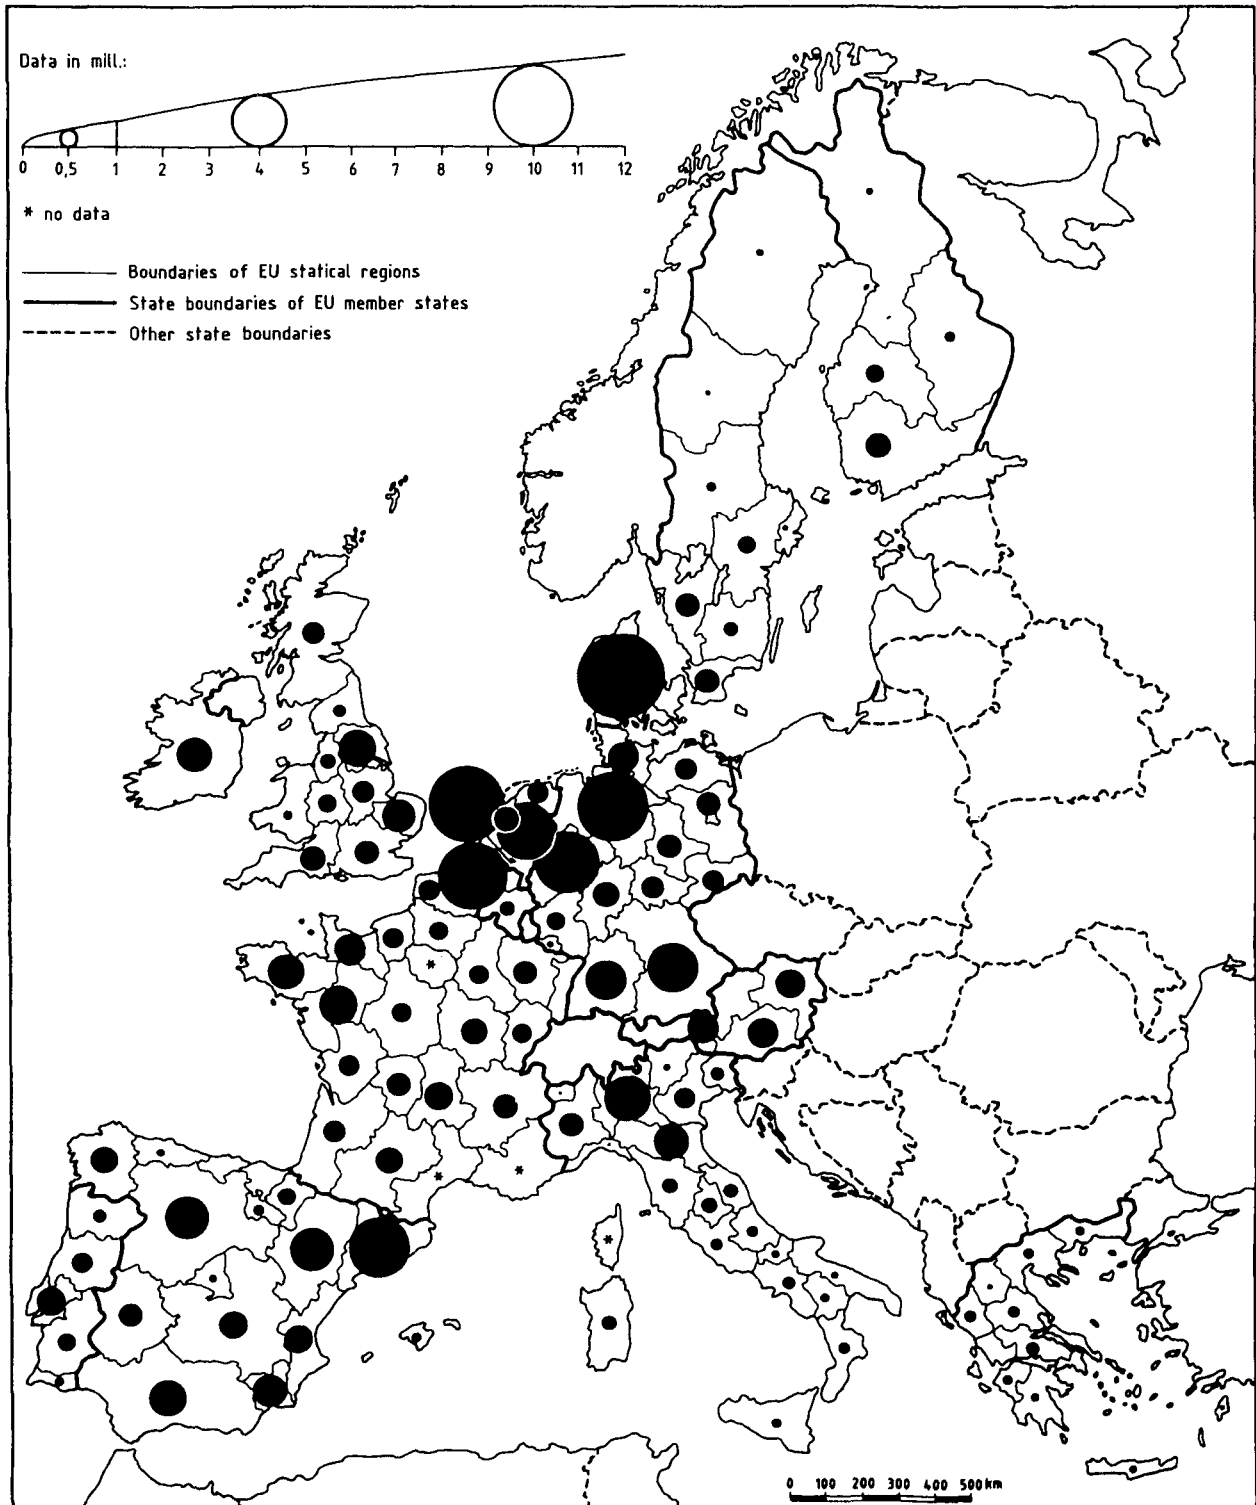 Data in mill.:
0 0,5 1 2 3 4 5 6 7 8 9 10 11 12
* no data
Boundaries of EU statical regions
State boundaries of EU member states
Other state boundaries
*
*
*
*
0 100 200 300 400 500 km